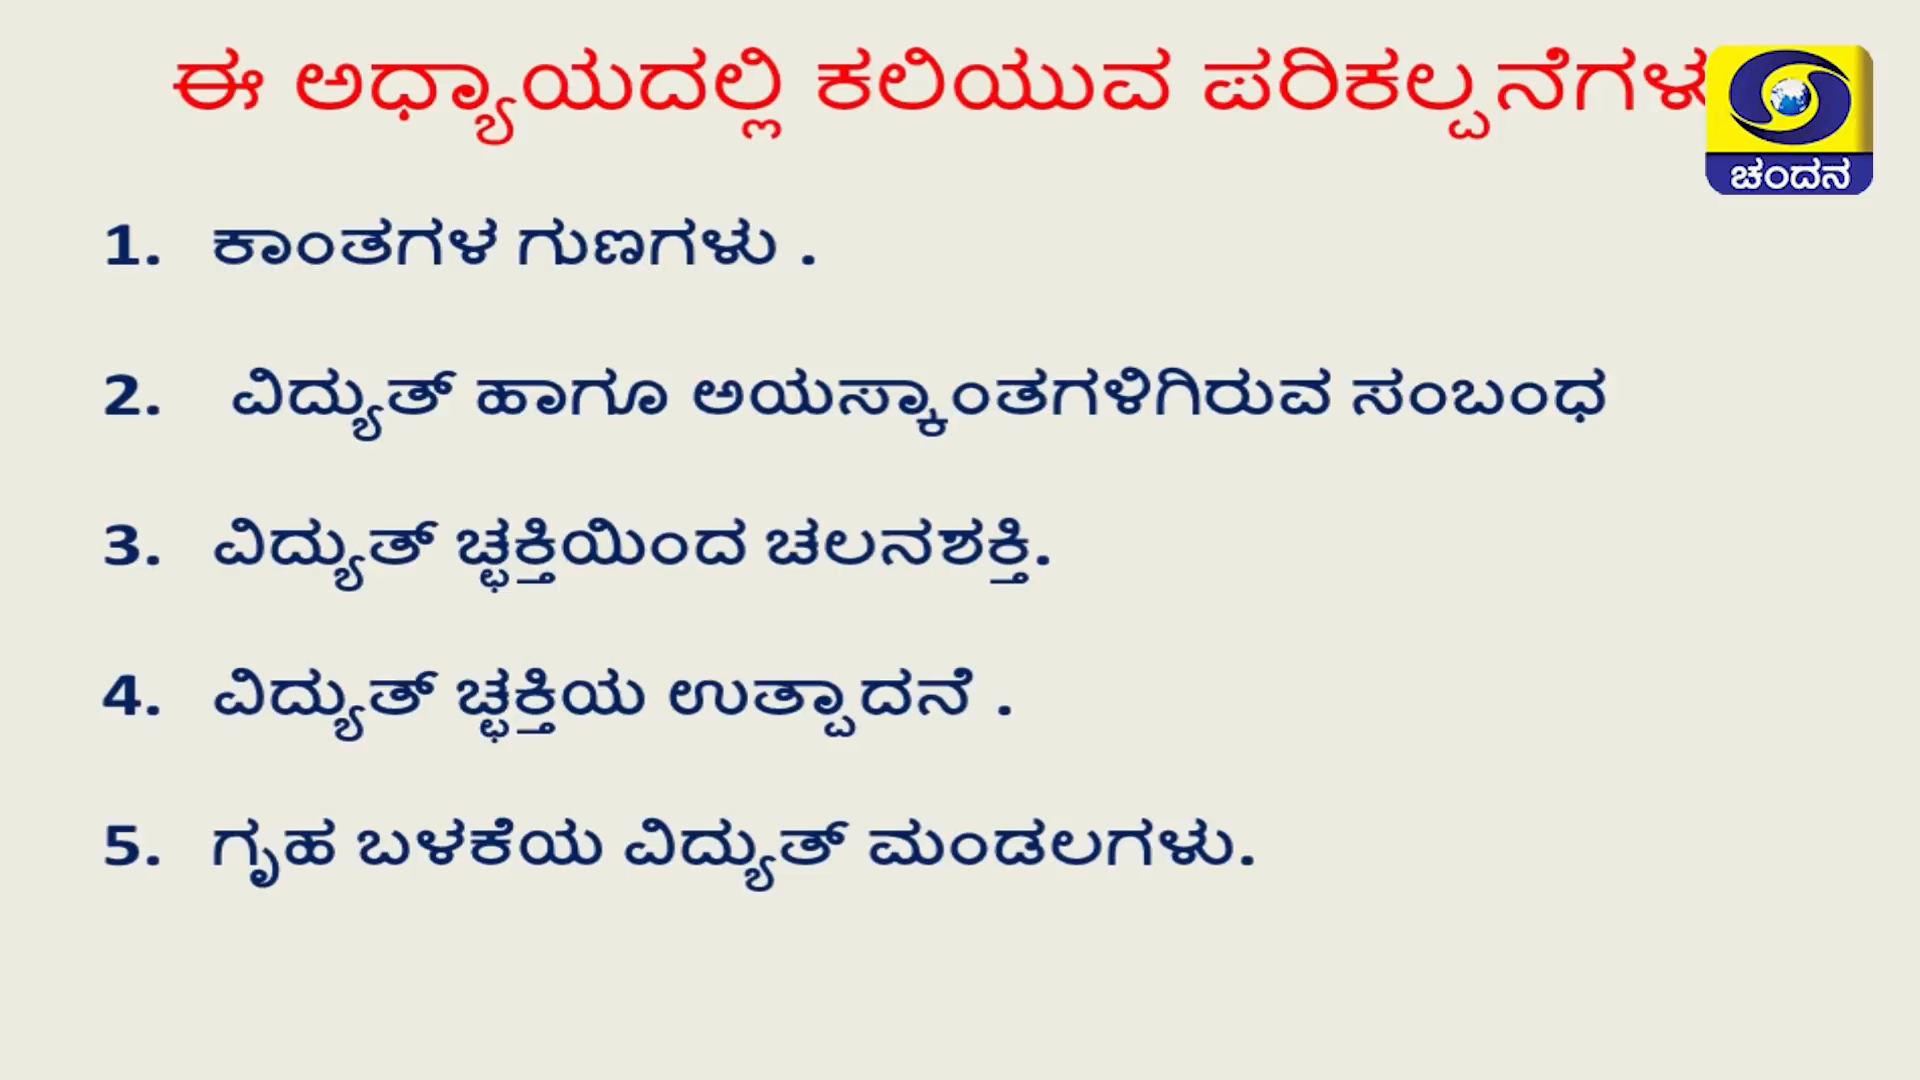 ಈ ಅಧ್ಯಾಯದಲ್ಲಿ ಕಲಿಯುವ ಪರಿಕಲ್ಪನೆಗಳ
ಚಂದನ
1. ಕಾಂತಗಳ ಗುಣಗಳು .
2. ವಿದ್ಯುತ್ ಹಾಗೂ ಅಯಸ್ಕಾಂತಗಳಿಗಿರುವ ಸಂಬಂಧ
3. ವಿದ್ಯುತ್ ಚ್ಛಕ್ತಿಯಿಂದ ಚಲನಶಕ್ತಿ.
4. ವಿದ್ಯುತ್ ಚ್ಛಕ್ತಿಯ ಉತ್ಪಾದನೆ .
5. ಗೃಹ ಬಳಕೆಯ ವಿದ್ಯುತ್ ಮಂಡಲಗಳು.